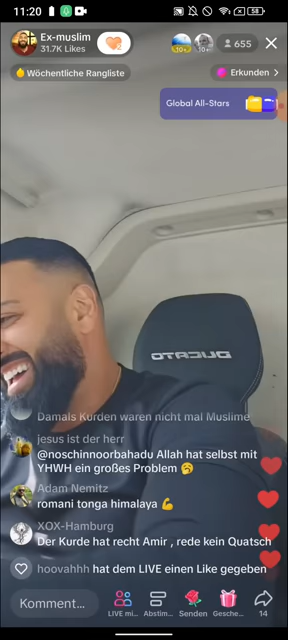 11:20
58
Ex-muslim
31.7K Likes
10+
10+
655
Wöchentliche Rangliste
Erkunden >
Global All-Stars
DUCATO
Damals Kurden waren nicht mal Muslime
jesus ist der herr
@noschinnoorbahadu Allah hat selbst mit
YHWH ein großes Problem 🥱
Adam Nemitz
romani tonga himalaya 💪
XOX-Hamburg
Der Kurde hat recht Amir , rede kein Quatsch
hoovahhh hat dem LIVE einen Like gegeben
Komment...
LIVE mi...
Abstim...
Senden
Gesche...
14